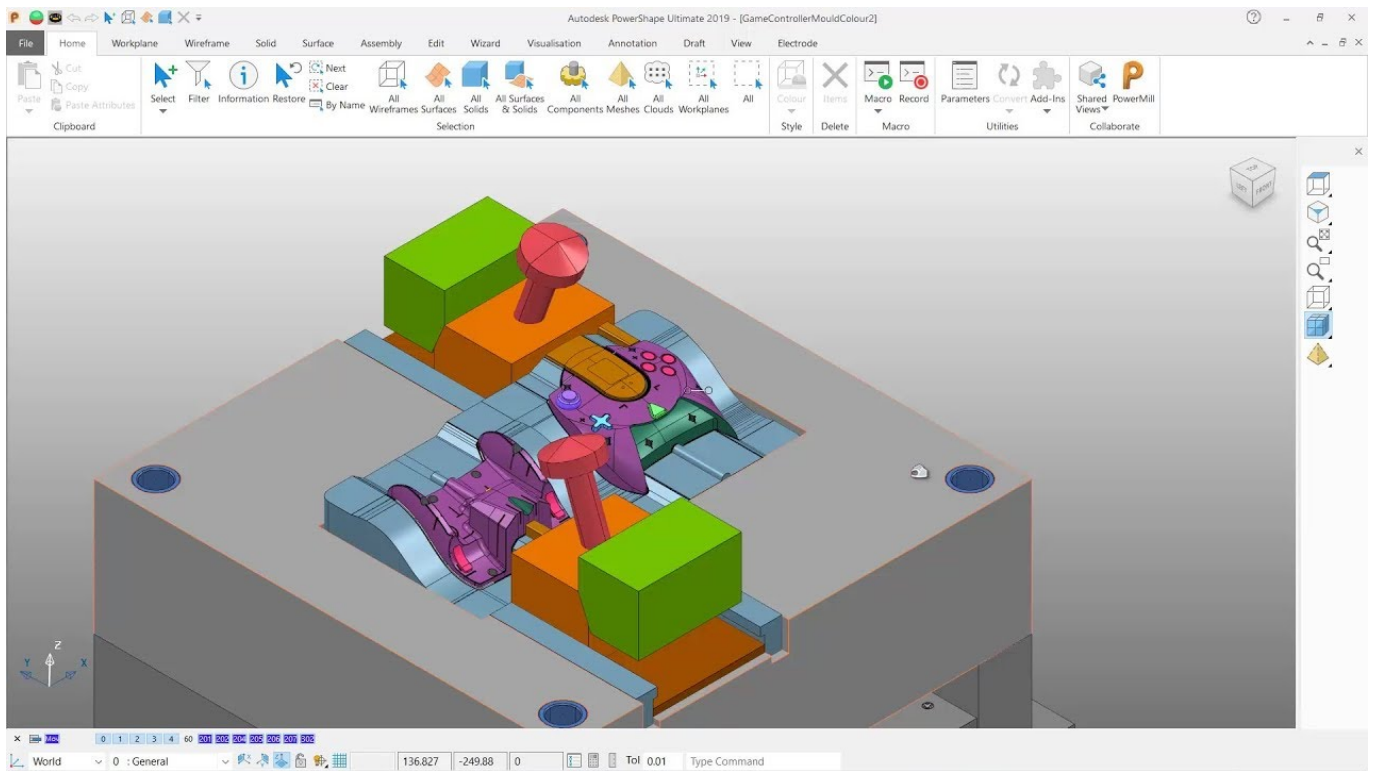 Autodesk PowerShape Ultimate 2019 - [GameControllerMouldColour2]
File Home Workplane Wireframe Solid Surface Assembly Edit Wizard Visualisation Annotation Draft View Electrode
Paste
Cut
Copy
Paste Attributes
Clipboard
Select Filter Information Restore
Next
Clear
By Name
All Wireframes
All Surfaces
All Solids
All Surfaces & Solids
All Components
All Meshes
All Clouds
All Workplanes
All
Selection
Colour
Style
Items
Delete
Macro Record
Macro
Parameters Convert Add-Ins
Utilities
Shared Views PowerMill
Collaborate
TOP
LEFT FRONT
Z
Y X
0 1 2 3 4 60 201 202 204 205 206 207 302
World 0 : General 136.827 -249.88 0 Tol 0.01 Type Command